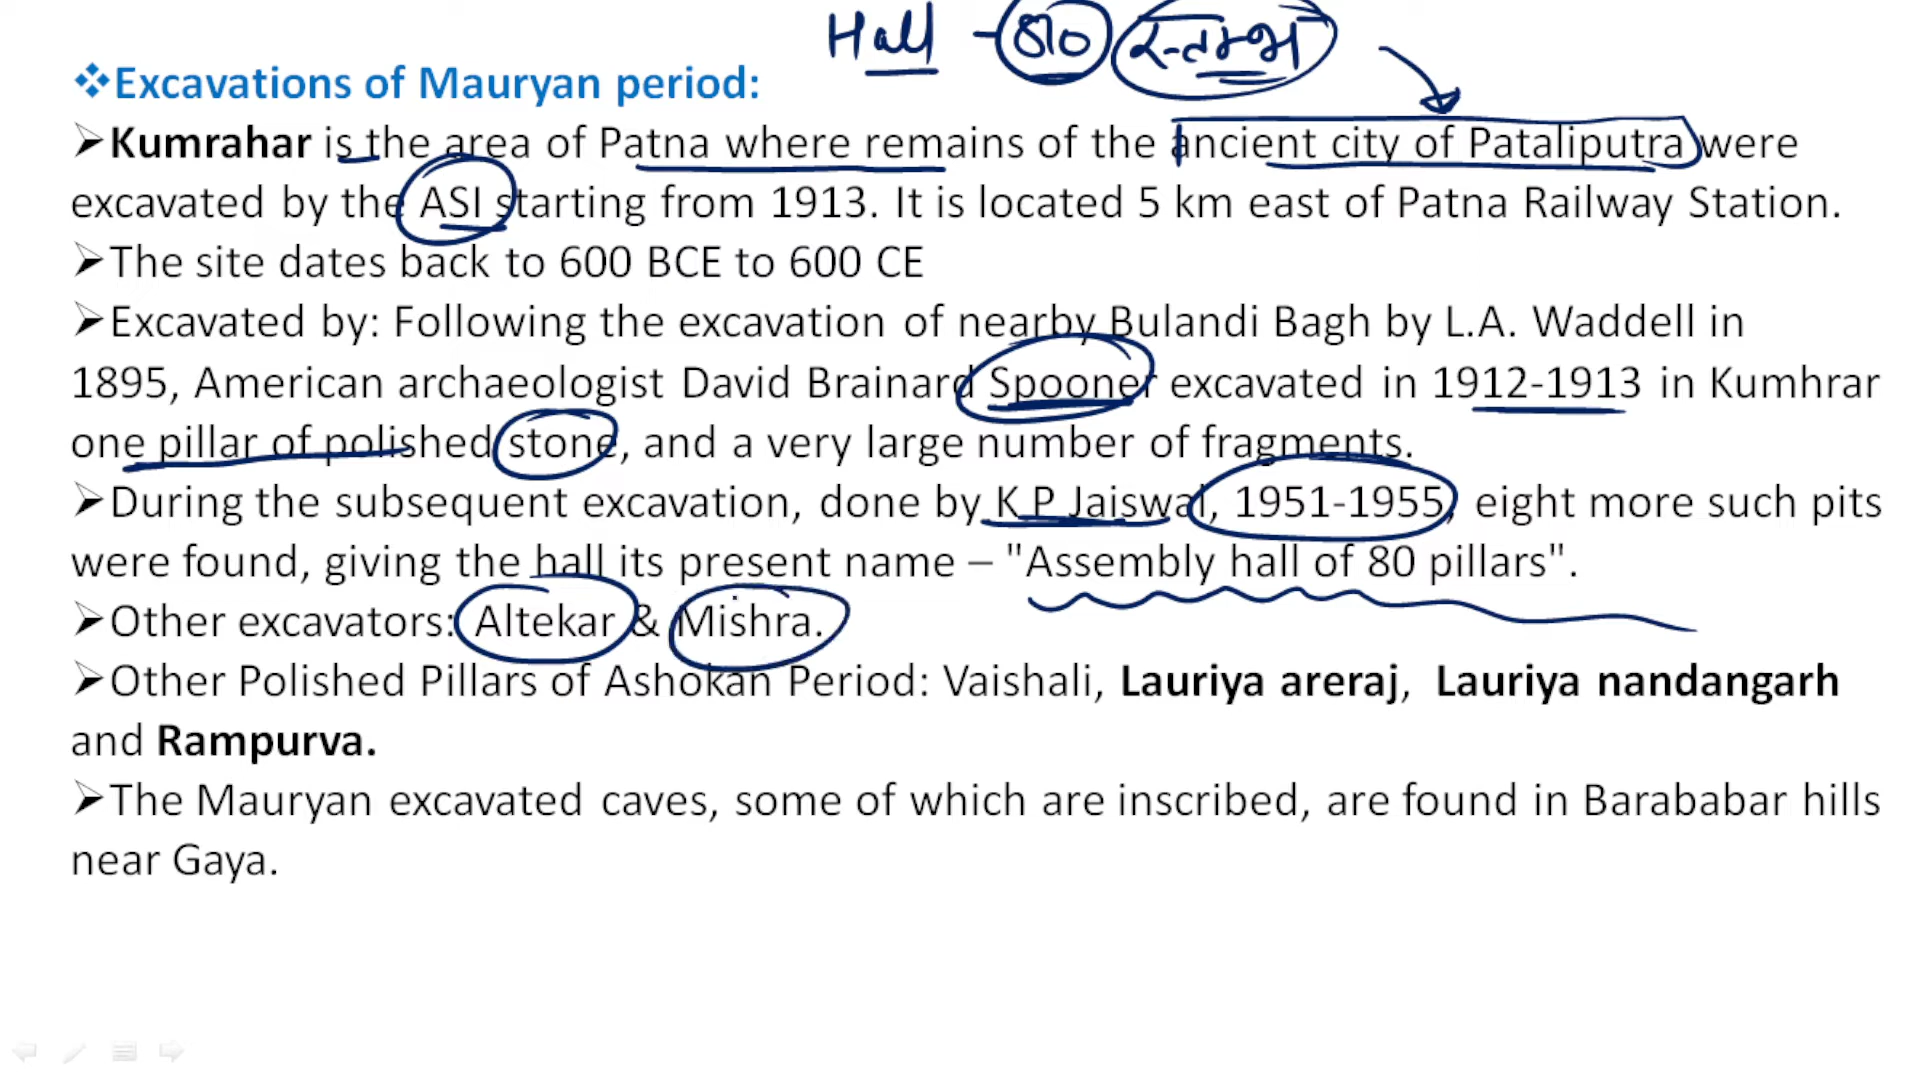 Hall - 80 स्तम्भ
❖Excavations of Mauryan period:
➢Kumrahar is the area of Patna where remains of the ancient city of Pataliputra were
excavated by the ASI starting from 1913. It is located 5 km east of Patna Railway Station.
➢The site dates back to 600 BCE to 600 CE
➢Excavated by: Following the excavation of nearby Bulandi Bagh by L.A. Waddell in
1895, American archaeologist David Brainard Spooner excavated in 1912-1913 in Kumhrar
one pillar of polished stone, and a very large number of fragments.
➢During the subsequent excavation, done by K P Jaiswal, 1951-1955, eight more such pits
were found, giving the hall its present name – "Assembly hall of 80 pillars".
➢Other excavators: Altekar & Mishra.
➢Other Polished Pillars of Ashokan Period: Vaishali, Lauriya areraj, Lauriya nandangarh
and Rampurva.
➢The Mauryan excavated caves, some of which are inscribed, are found in Barababar hills
near Gaya.